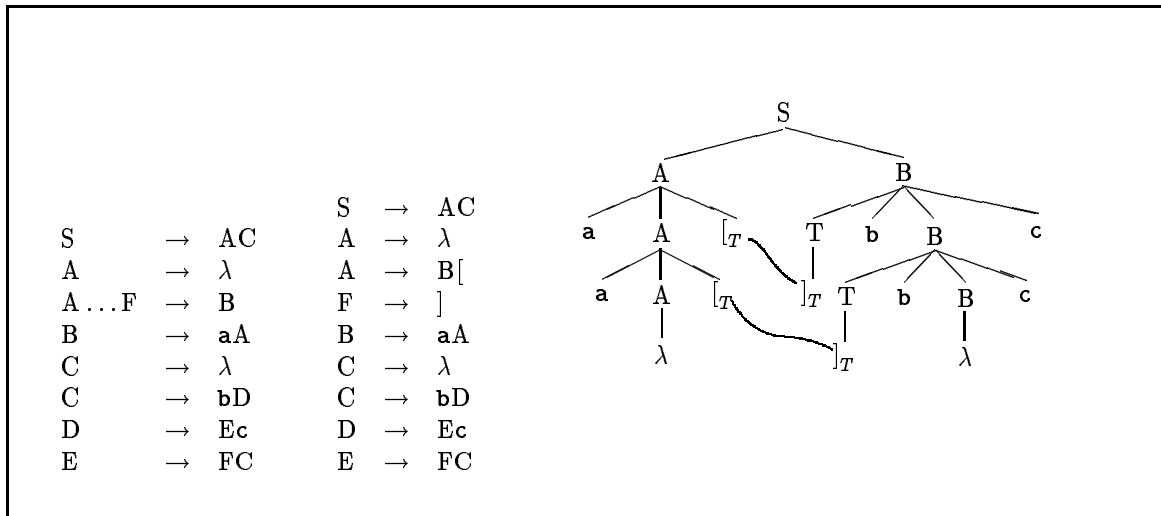 S → AC
A → λ
A … F → B
B → aA
C → λ
C → bD
D → Ec
E → FC
S → AC
A → λ
A → B[
F → ]
B → aA
C → λ
C → bD
D → Ec
E → FC
S
A B
a A [T T b B c
a A [T ]T T b B c
λ ]T λ